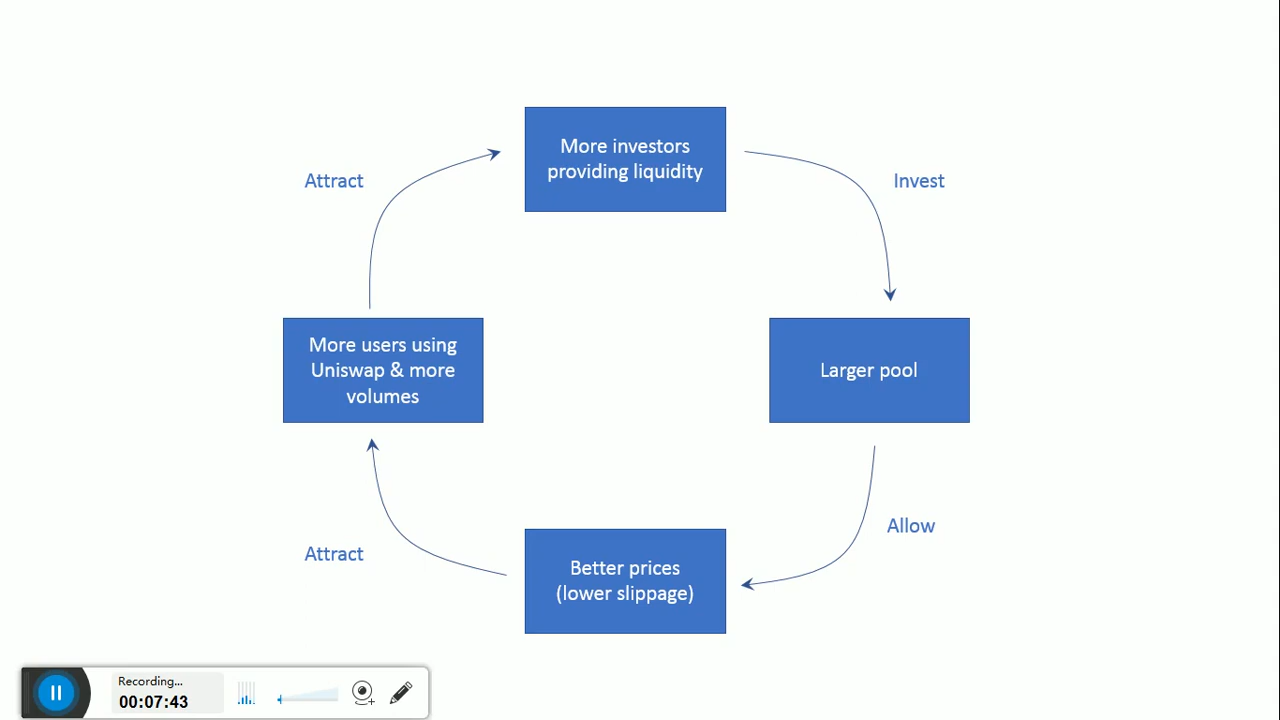 More investors
providing liquidity
Attract
Invest
More users using
Uniswap & more
volumes
Larger pool
Allow
Attract
Better prices
(lower slippage)
Recording...
00:07:43